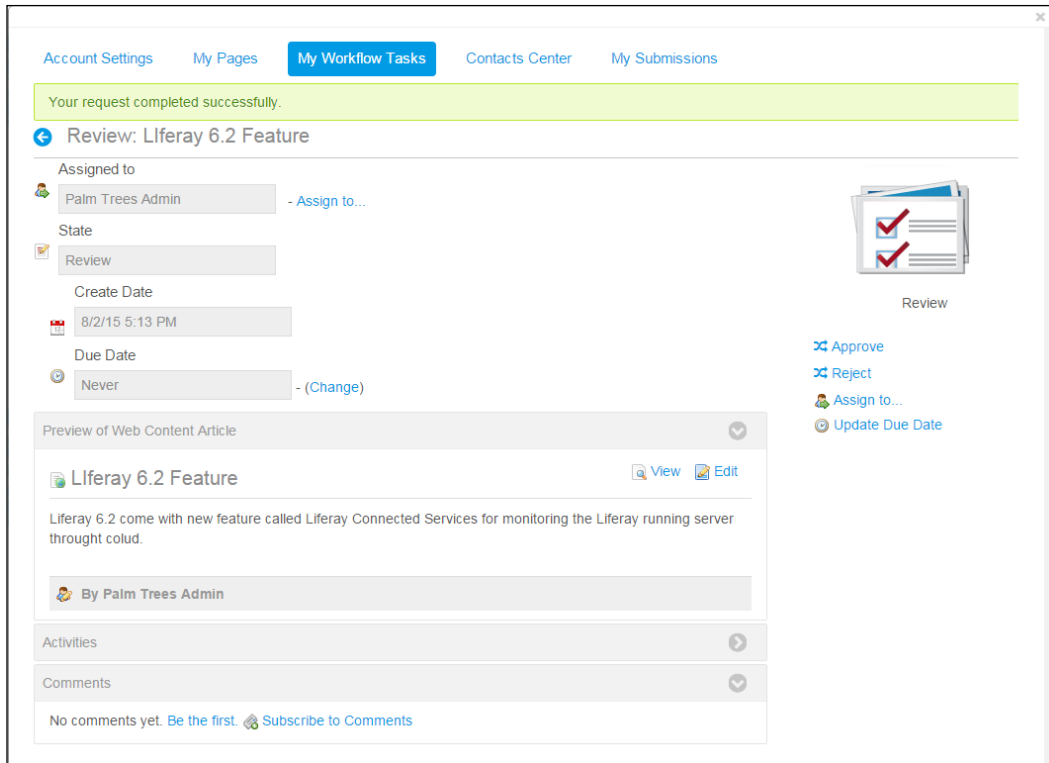 Account Settings My Pages My Workflow Tasks Contacts Center My Submissions
Your request completed successfully.
Review: LIferay 6.2 Feature
Assigned to
Palm Trees Admin - Assign to...
State
Review
Create Date
8/2/15 5:13 PM
Due Date
Never - (Change)
Review
Approve
Reject
Assign to...
Update Due Date
Preview of Web Content Article
LIferay 6.2 Feature View Edit
Liferay 6.2 come with new feature called Liferay Connected Services for monitoring the Liferay running server
throught colud.
By Palm Trees Admin
Activities
Comments
No comments yet. Be the first. Subscribe to Comments